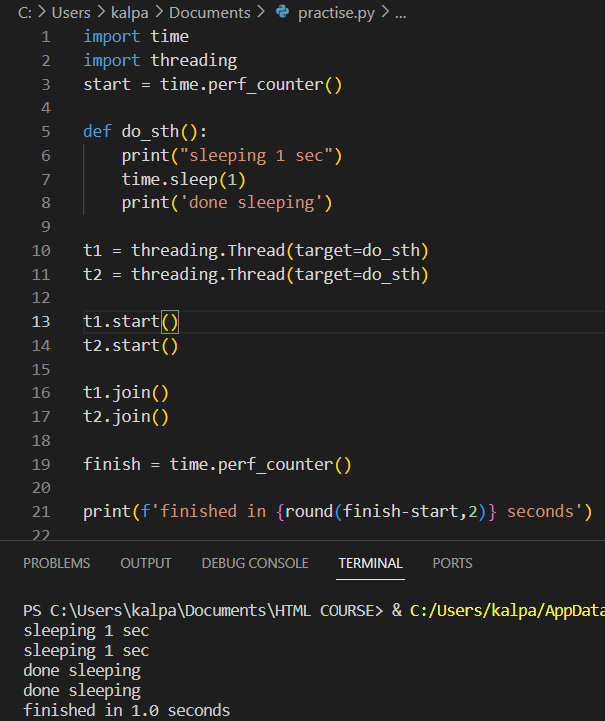 C: > Users > kalpa > Documents > practise.py > ...
1 import time
2 import threading
3 start = time.perf_counter()
4
5 def do_sth():
6     print("sleeping 1 sec")
7     time.sleep(1)
8     print('done sleeping')
9
10 t1 = threading.Thread(target=do_sth)
11 t2 = threading.Thread(target=do_sth)
12
13 t1.start()
14 t2.start()
15
16 t1.join()
17 t2.join()
18
19 finish = time.perf_counter()
20
21 print(f'finished in {round(finish-start,2)} seconds')
22
PROBLEMS OUTPUT DEBUG CONSOLE TERMINAL PORTS
PS C:\Users\kalpa\Documents\HTML COURSE> & C:/Users/kalpa/AppData
sleeping 1 sec
sleeping 1 sec
done sleeping
done sleeping
finished in 1.0 seconds